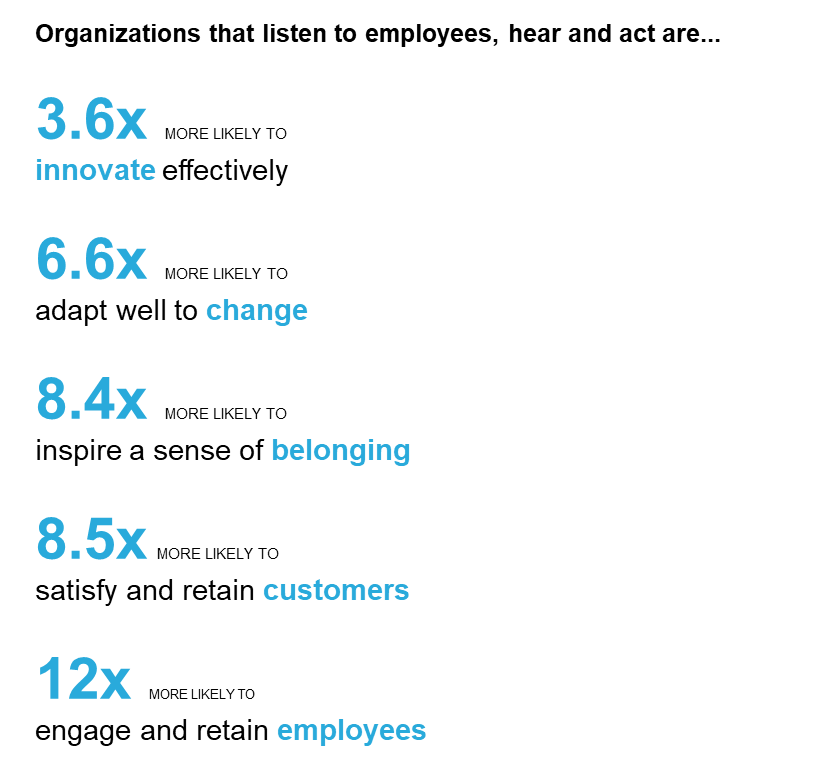 Organizations that listen to employees, hear and act are...
3.6x MORE LIKELY TO
innovate effectively
6.6x MORE LIKELY TO
adapt well to change
8.4x MORE LIKELY TO
inspire a sense of belonging
8.5x MORE LIKELY TO
satisfy and retain customers
12x MORE LIKELY TO
engage and retain employees